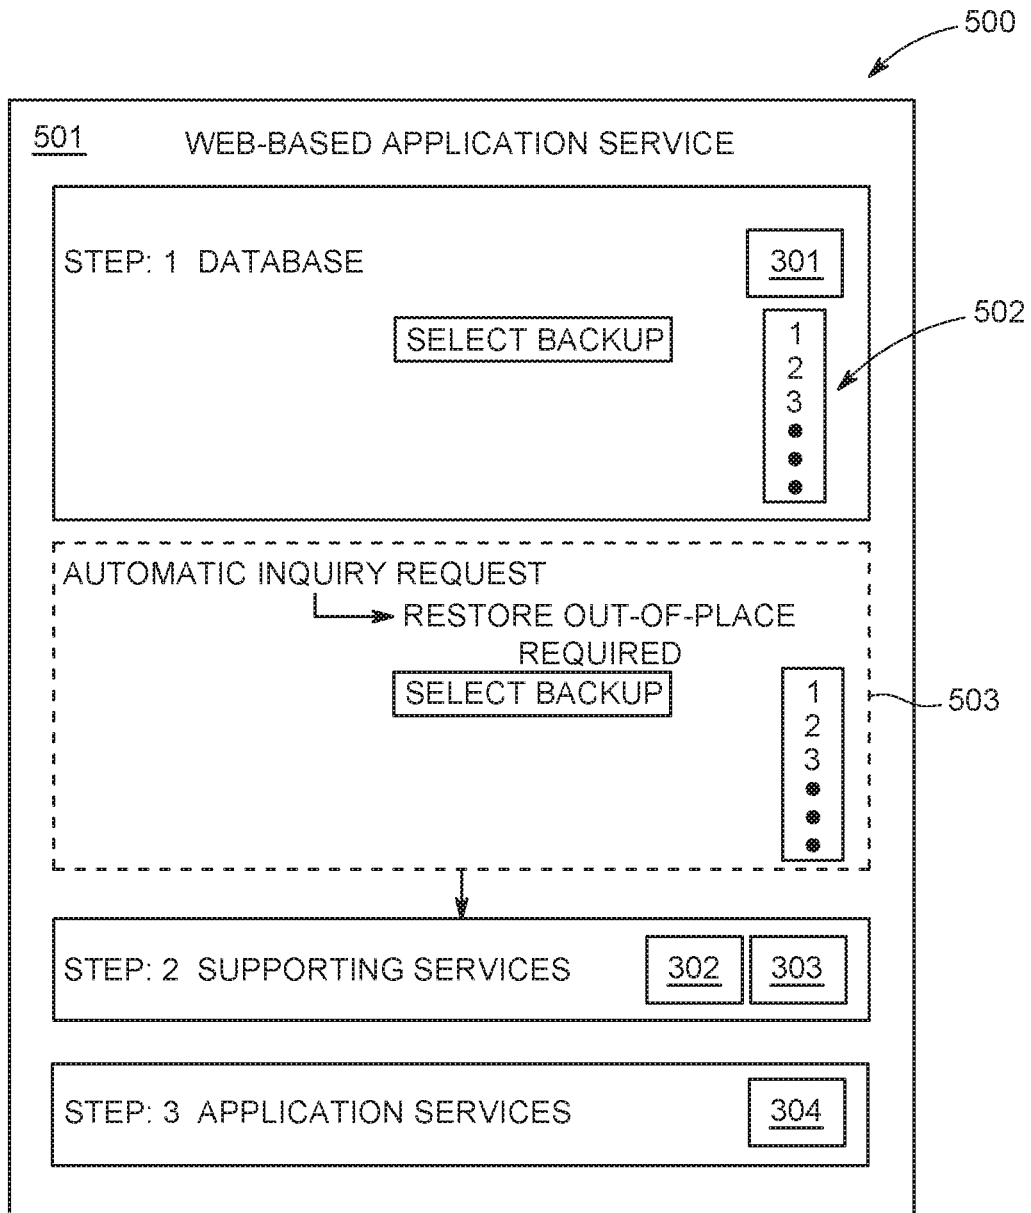 500
501 WEB-BASED APPLICATION SERVICE
STEP: 1 DATABASE 301
SELECT BACKUP
502
1
2
3
AUTOMATIC INQUIRY REQUEST
RESTORE OUT-OF-PLACE
REQUIRED
SELECT BACKUP
503
1
2
3
STEP: 2 SUPPORTING SERVICES 302 303
STEP: 3 APPLICATION SERVICES 304